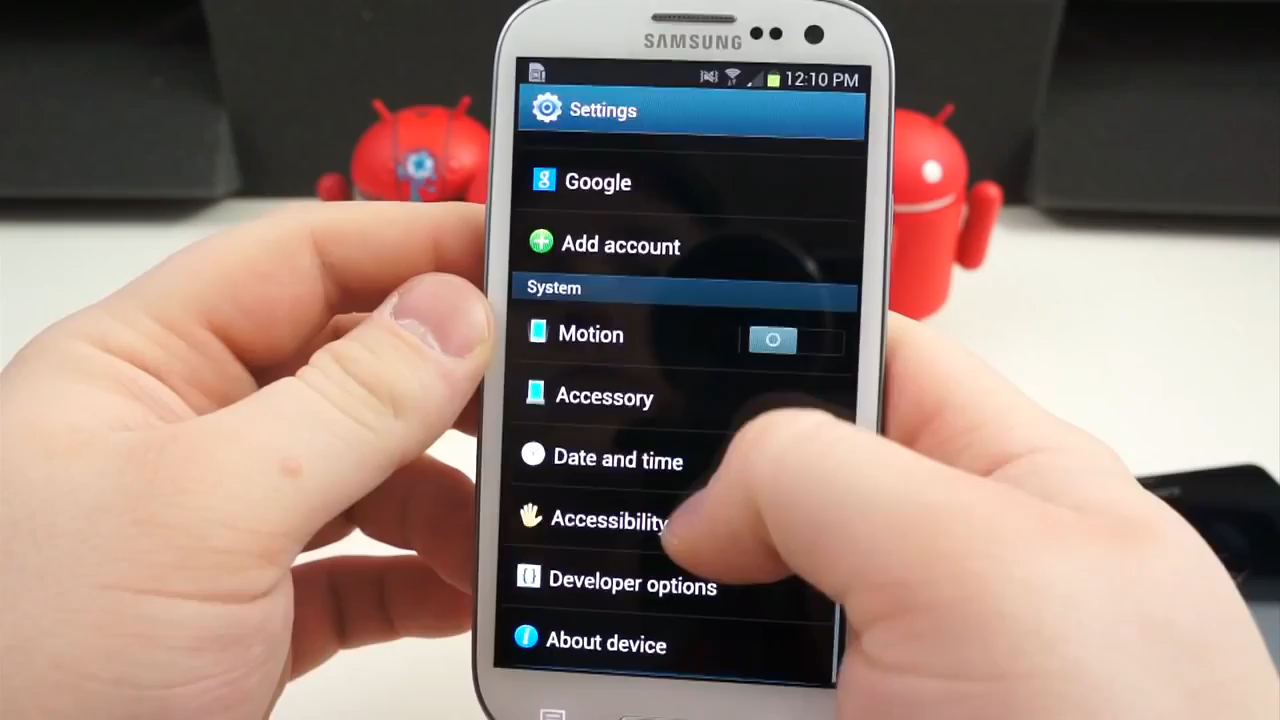 SAMSUNG
12:10 PM
Settings
Google
Add account
System
Motion
Accessory
Date and time
Accessibility
Developer options
About device